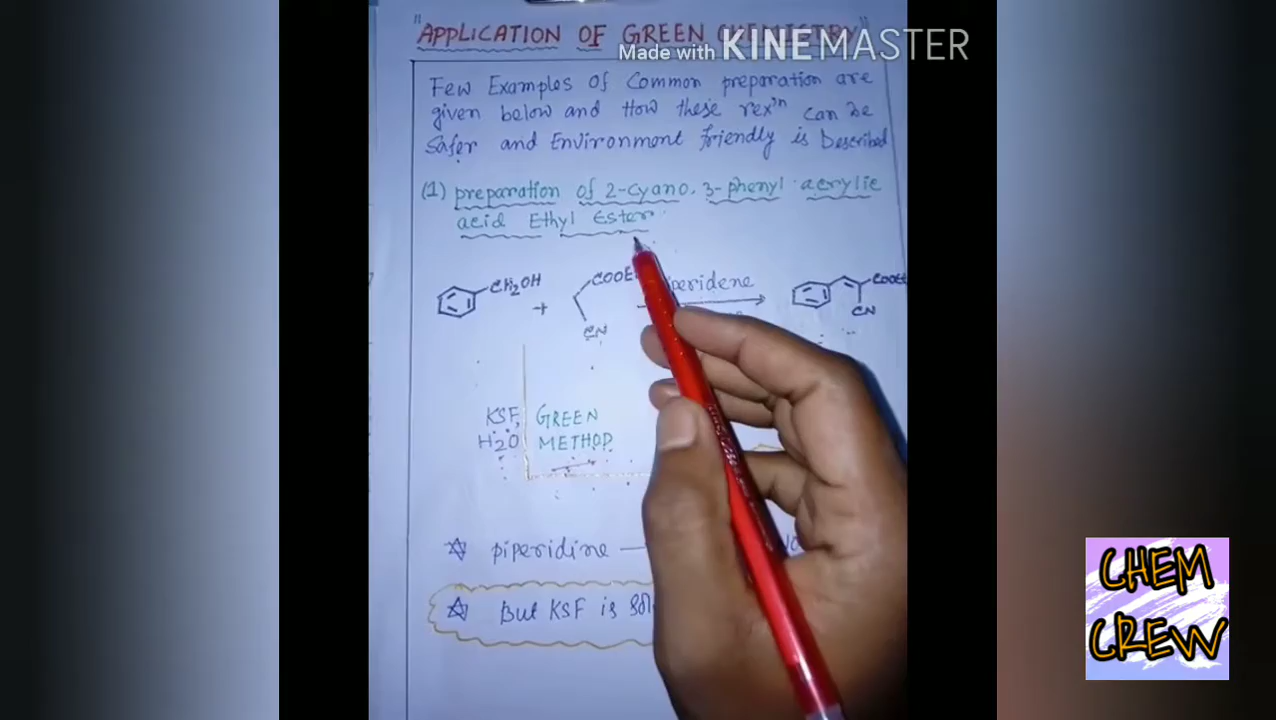 "APPLICATION OF GREEN CHEMISTRY"
Made with KINEMASTER
Few Examples of Common preparation are
given below and How these rexⁿ can be
Safer and Environment friendly is Described
(1) preparation of 2-cyano. 3-phenyl acrylic
acid Ethyl Ester
CH2OH
COOE
peridene
COOEt
+
CN
CN
KSF, GREEN
H2O METHOD
piperidine —
But KSF is
CHEM
CREW